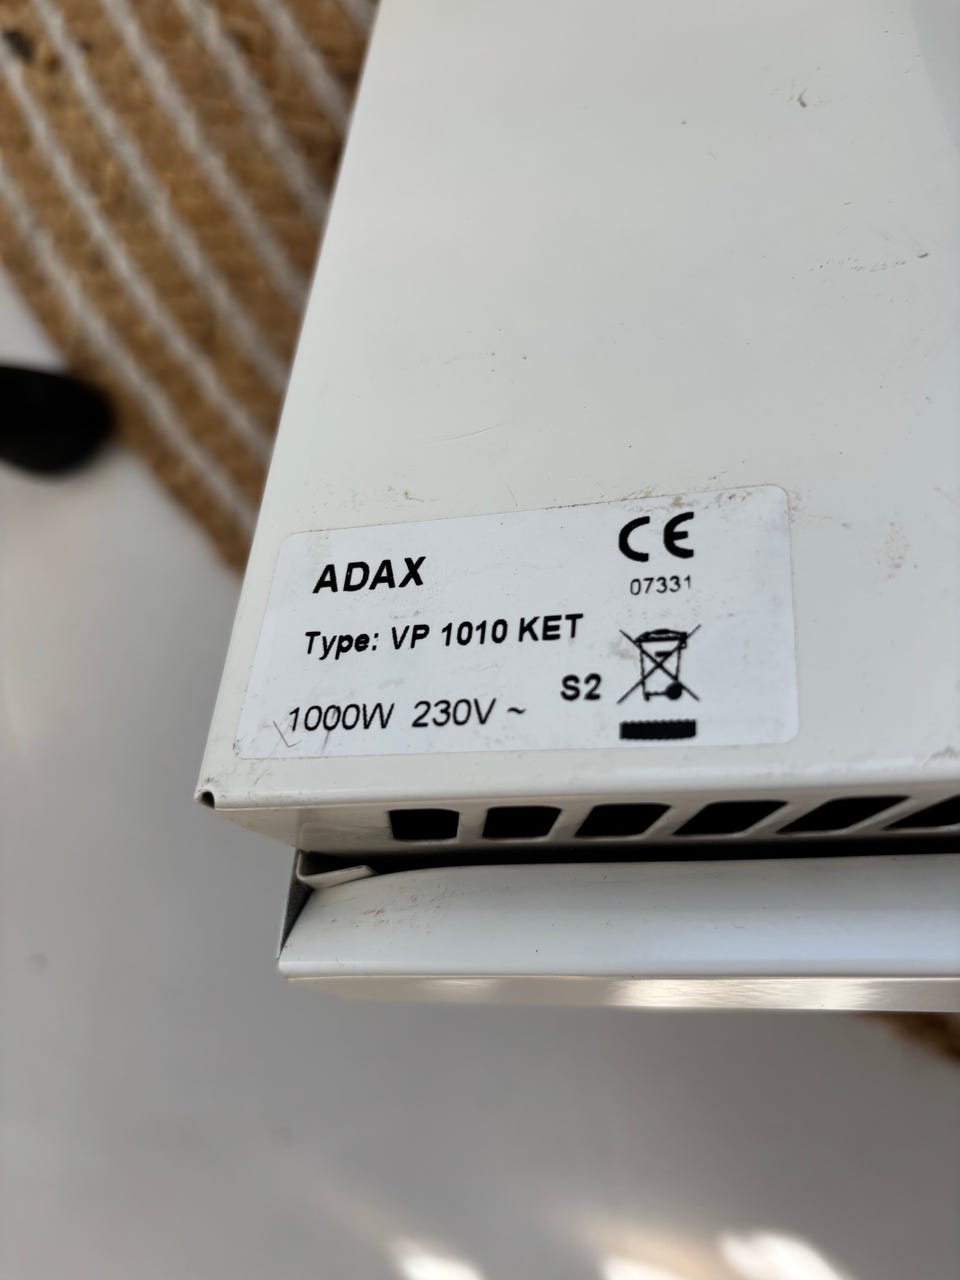 ADAX
CE
07331
Type: VP 1010 KET
S2
1000W 230V ~